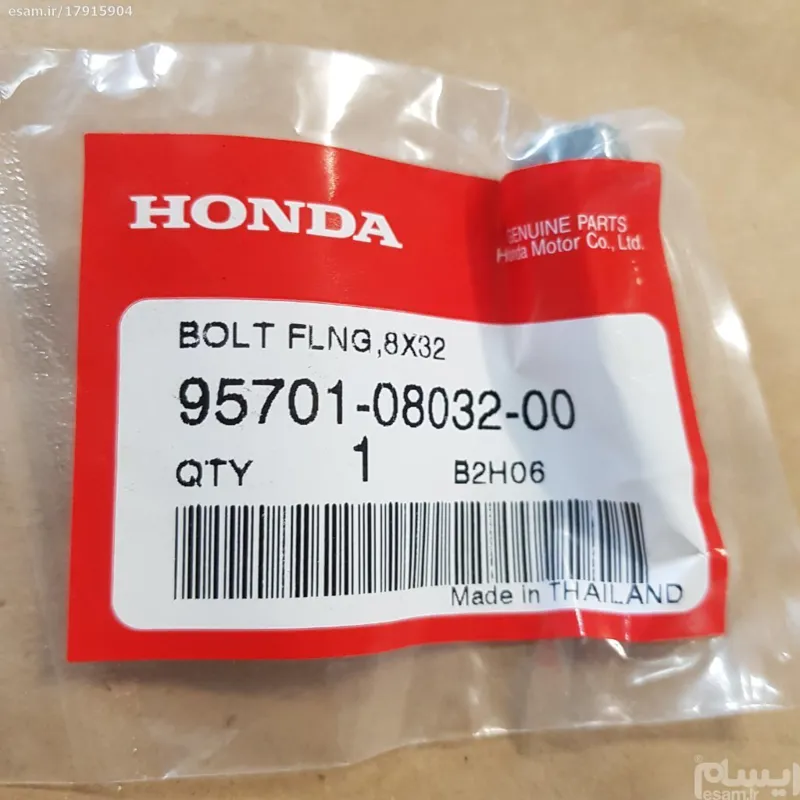 esam.ir/17915904
HONDA
GENUINE PARTS
Honda Motor Co., Ltd.
BOLT FLNG,8X32
95701-08032-00
QTY 1 B2H06
Made in THAILAND
ایسام
esam.ir